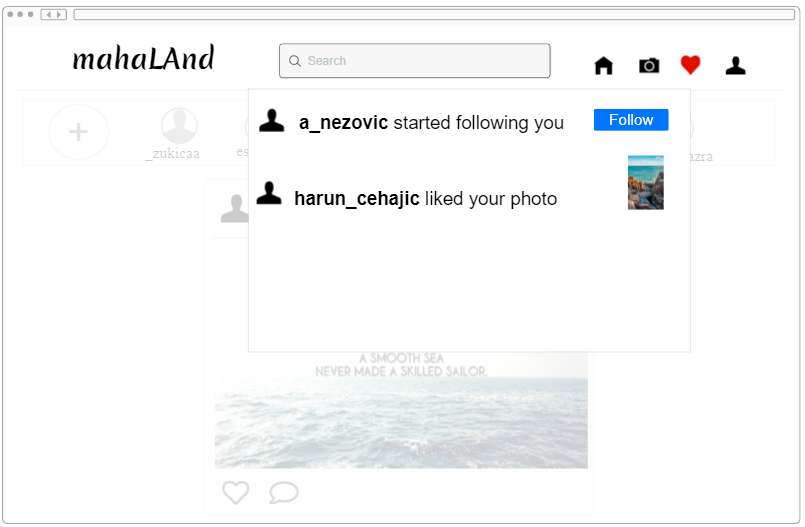 mahaLAnd
Search
a_nezovic started following you
Follow
_zukicaa
es
azra
harun_cehajic liked your photo
A SMOOTH SEA
NEVER MADE A SKILLED SAILOR.